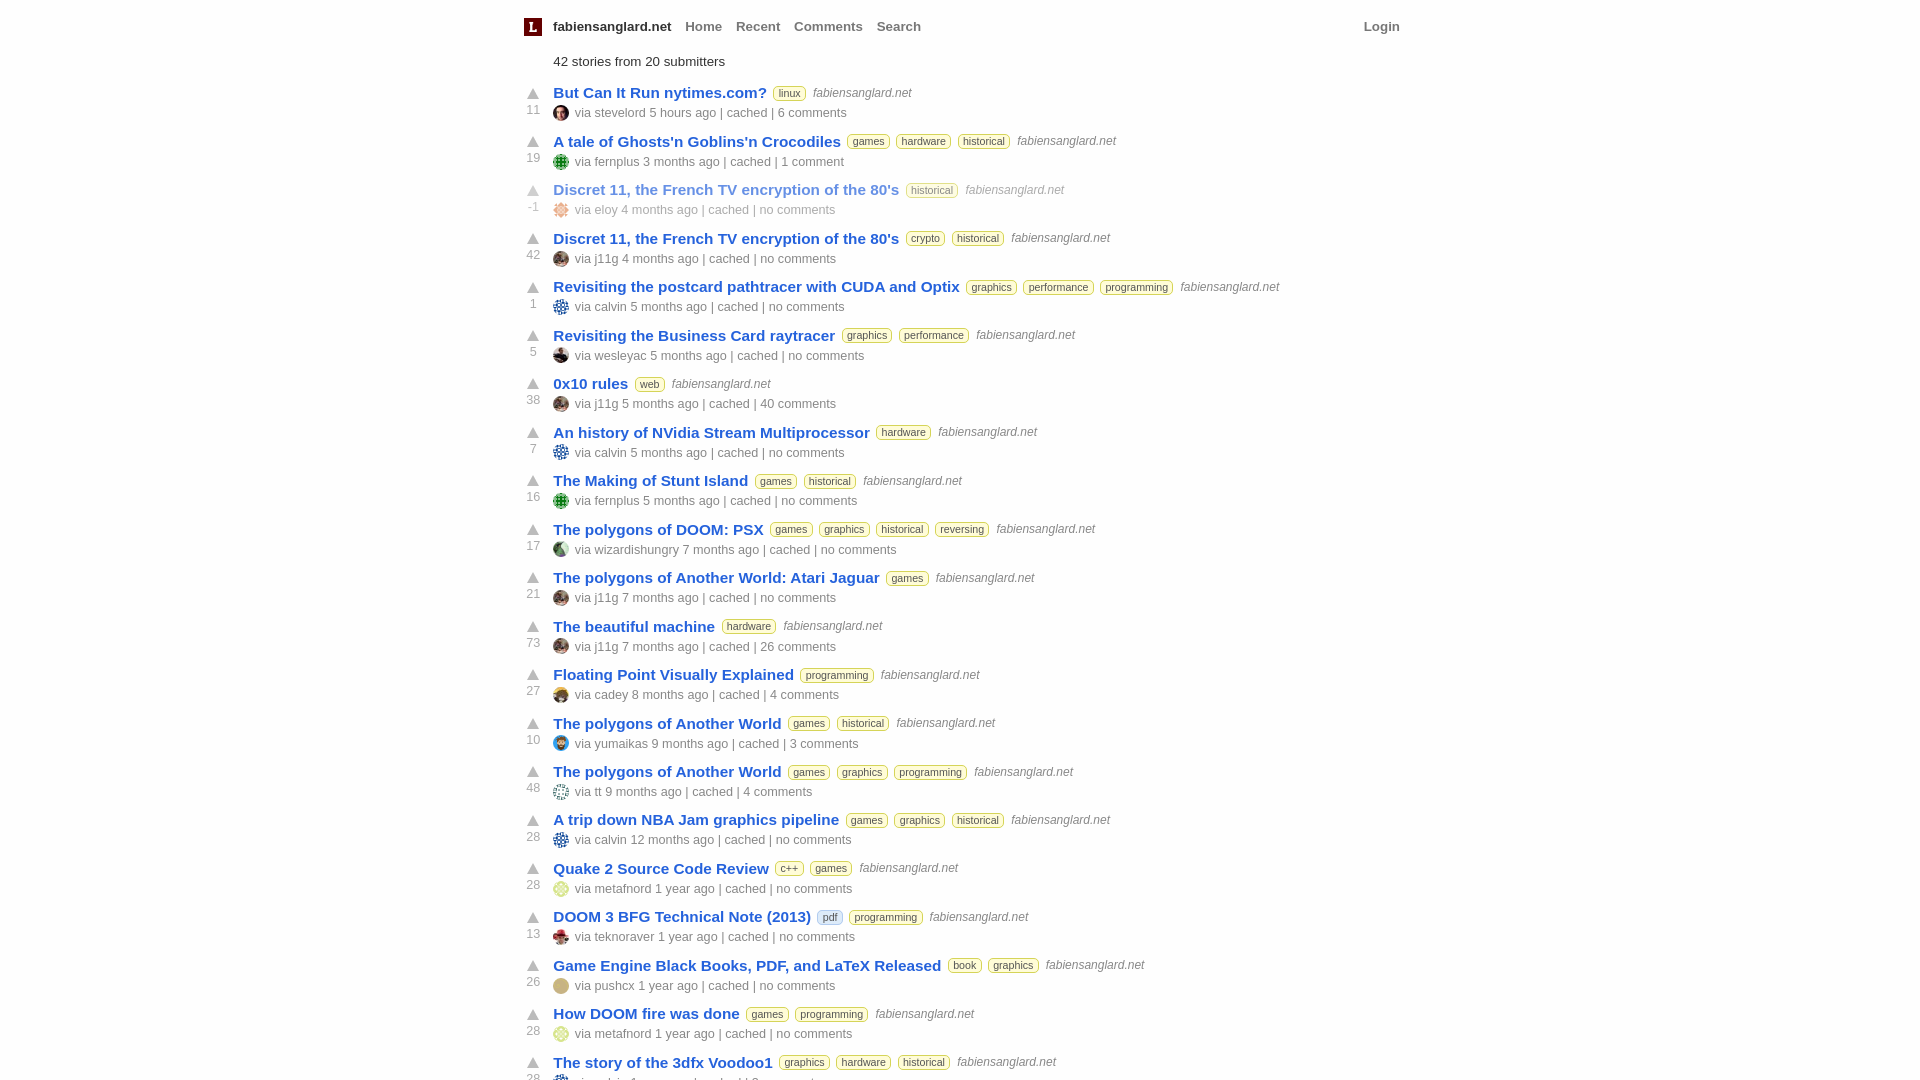 L fabiensanglard.net Home Recent Comments Search Login
42 stories from 20 submitters
But Can It Run nytimes.com? linux fabiensanglard.net
11
via stevelord 5 hours ago | cached | 6 comments
A tale of Ghosts'n Goblins'n Crocodiles games hardware historical fabiensanglard.net
19
via fernplus 3 months ago | cached | 1 comment
Discret 11, the French TV encryption of the 80's historical fabiensanglard.net
-1
via eloy 4 months ago | cached | no comments
Discret 11, the French TV encryption of the 80's crypto historical fabiensanglard.net
42
via j11g 4 months ago | cached | no comments
Revisiting the postcard pathtracer with CUDA and Optix graphics performance programming fabiensanglard.net
1
via calvin 5 months ago | cached | no comments
Revisiting the Business Card raytracer graphics performance fabiensanglard.net
5
via wesleyac 5 months ago | cached | no comments
0x10 rules web fabiensanglard.net
38
via j11g 5 months ago | cached | 40 comments
An history of NVidia Stream Multiprocessor hardware fabiensanglard.net
7
via calvin 5 months ago | cached | no comments
The Making of Stunt Island games historical fabiensanglard.net
16
via fernplus 5 months ago | cached | no comments
The polygons of DOOM: PSX games graphics historical reversing fabiensanglard.net
17
via wizardishungry 7 months ago | cached | no comments
The polygons of Another World: Atari Jaguar games fabiensanglard.net
21
via j11g 7 months ago | cached | no comments
The beautiful machine hardware fabiensanglard.net
73
via j11g 7 months ago | cached | 26 comments
Floating Point Visually Explained programming fabiensanglard.net
27
via cadey 8 months ago | cached | 4 comments
The polygons of Another World games historical fabiensanglard.net
10
via yumaikas 9 months ago | cached | 3 comments
The polygons of Another World games graphics programming fabiensanglard.net
48
via tt 9 months ago | cached | 4 comments
A trip down NBA Jam graphics pipeline games graphics historical fabiensanglard.net
28
via calvin 12 months ago | cached | no comments
Quake 2 Source Code Review c++ games fabiensanglard.net
28
via metafnord 1 year ago | cached | no comments
DOOM 3 BFG Technical Note (2013) pdf programming fabiensanglard.net
13
via teknoraver 1 year ago | cached | no comments
Game Engine Black Books, PDF, and LaTeX Released book graphics fabiensanglard.net
26
via pushcx 1 year ago | cached | no comments
How DOOM fire was done games programming fabiensanglard.net
28
via metafnord 1 year ago | cached | no comments
The story of the 3dfx Voodoo1 graphics hardware historical fabiensanglard.net
28